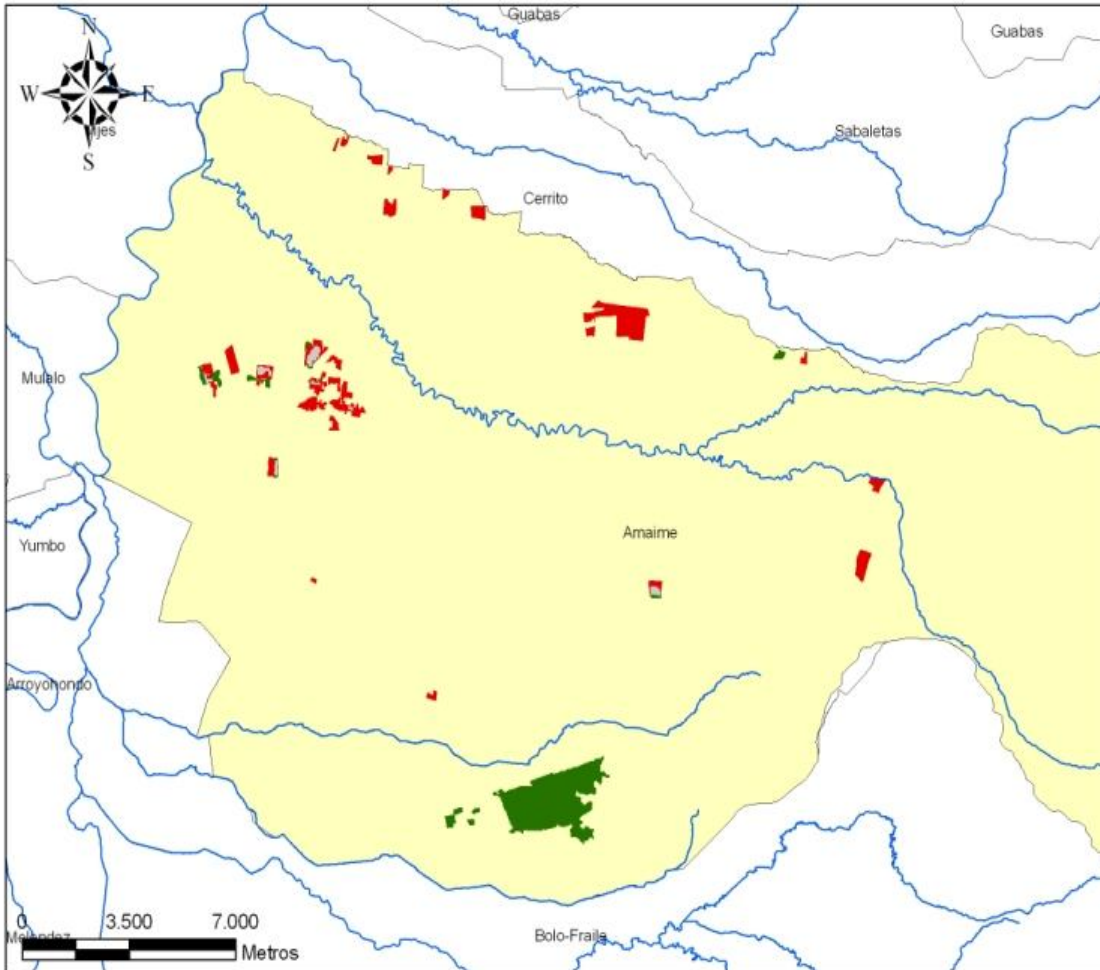 Guabas
N
Guabas
W
E
Sabaletas
S
Cerrito
Mulalo
Amaime
Yumbo
Arroyohondo
0 3.500 7.000
Metros
Bolo-Fraile